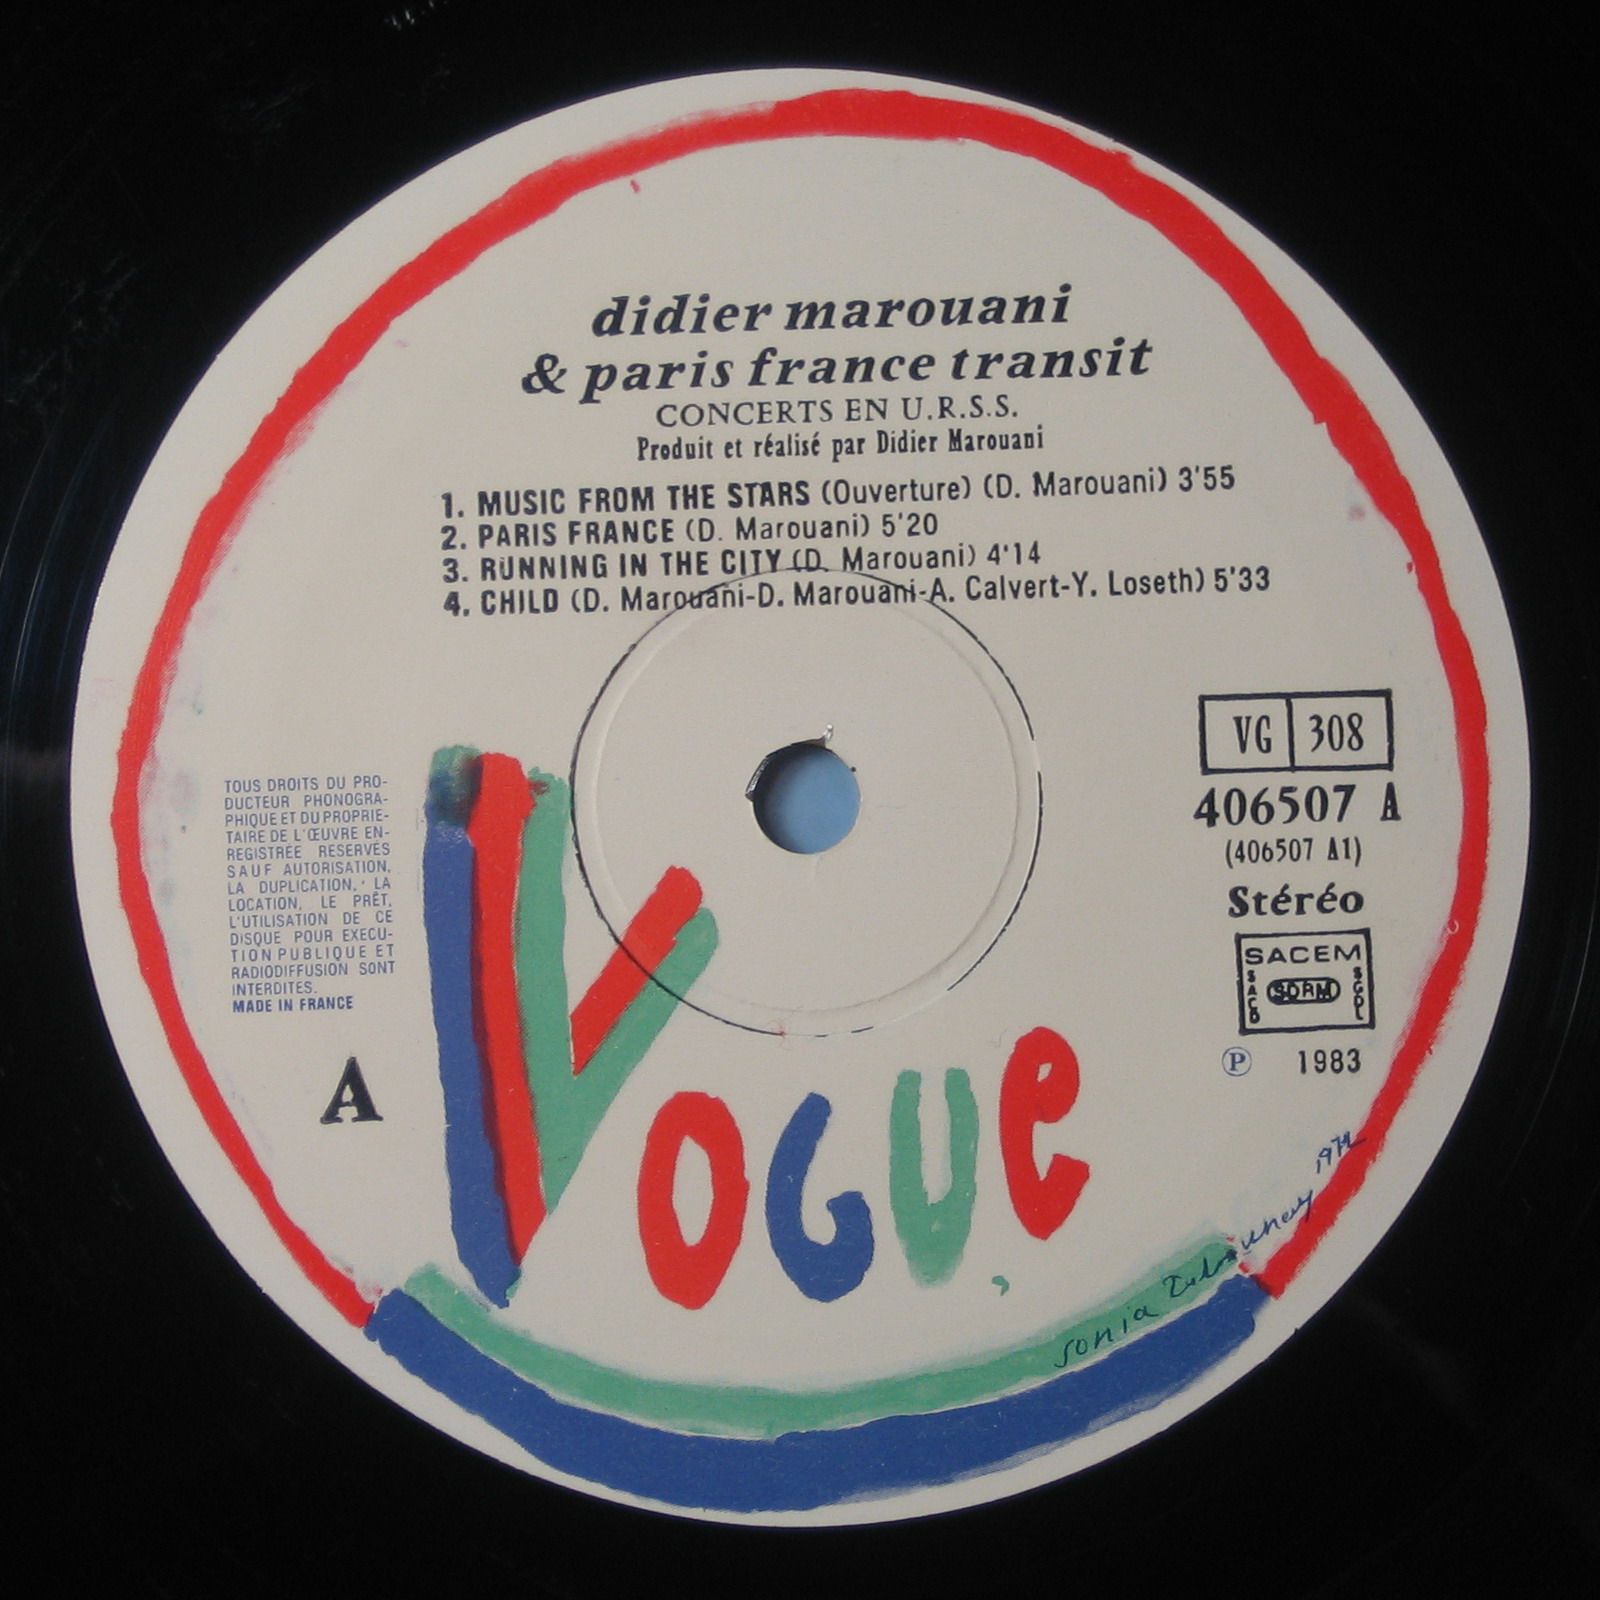 didier marouani
& paris france transit
CONCERTS EN U.R.S.S.
Produit et réalisé par Didier Marouani
1. MUSIC FROM THE STARS (Ouverture) (D. Marouani) 3'55
2. PARIS FRANCE (D. Marouani) 5'20
3. RUNNING IN THE CITY (D. Marouani) 4'14
4. CHILD (D. Marouani-D. Marouani-A. Calvert-Y. Loseth) 5'33
VG 308
406507 A
(406507 A1)
Stéréo
SACEM
SACD SDRM SGDL
Ⓟ 1983
TOUS DROITS DU PRO-
DUCTEUR PHONOGRA-
PHIQUE ET DU PROPRIE-
TAIRE DE L'ŒUVRE EN-
REGISTRÉE RESERVÉS
SAUF AUTORISATION,
LA DUPLICATION, LA
LOCATION, LE PRÊT,
L'UTILISATION DE CE
DISQUE POUR EXECU-
TION PUBLIQUE ET
RADIODIFFUSION SONT
INTERDITES.
MADE IN FRANCE
A
VOGUE
sonia Delaunay